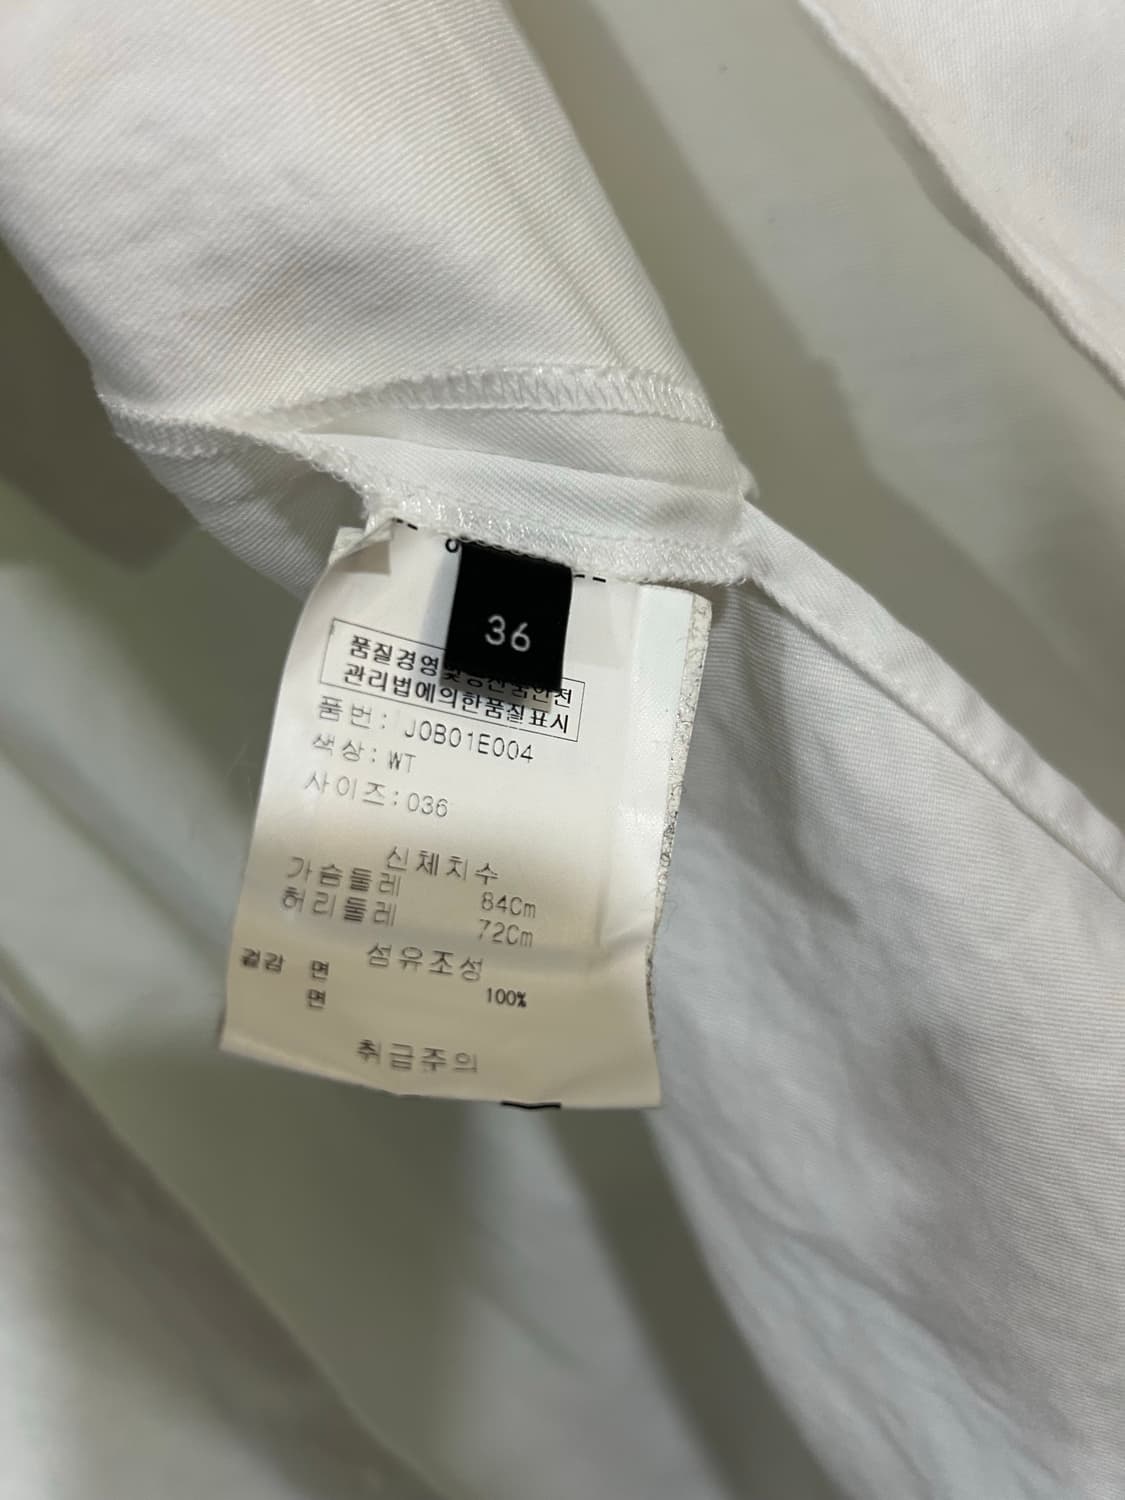 36
품질경영및공산품안전
관리법에의한품질표시
품번: J0B01E004
색상: WT
사이즈: 036
신체치수
가슴둘레 84Cm
허리둘레 72Cm
섬유조성
겉감 면
면 100%
취급주의